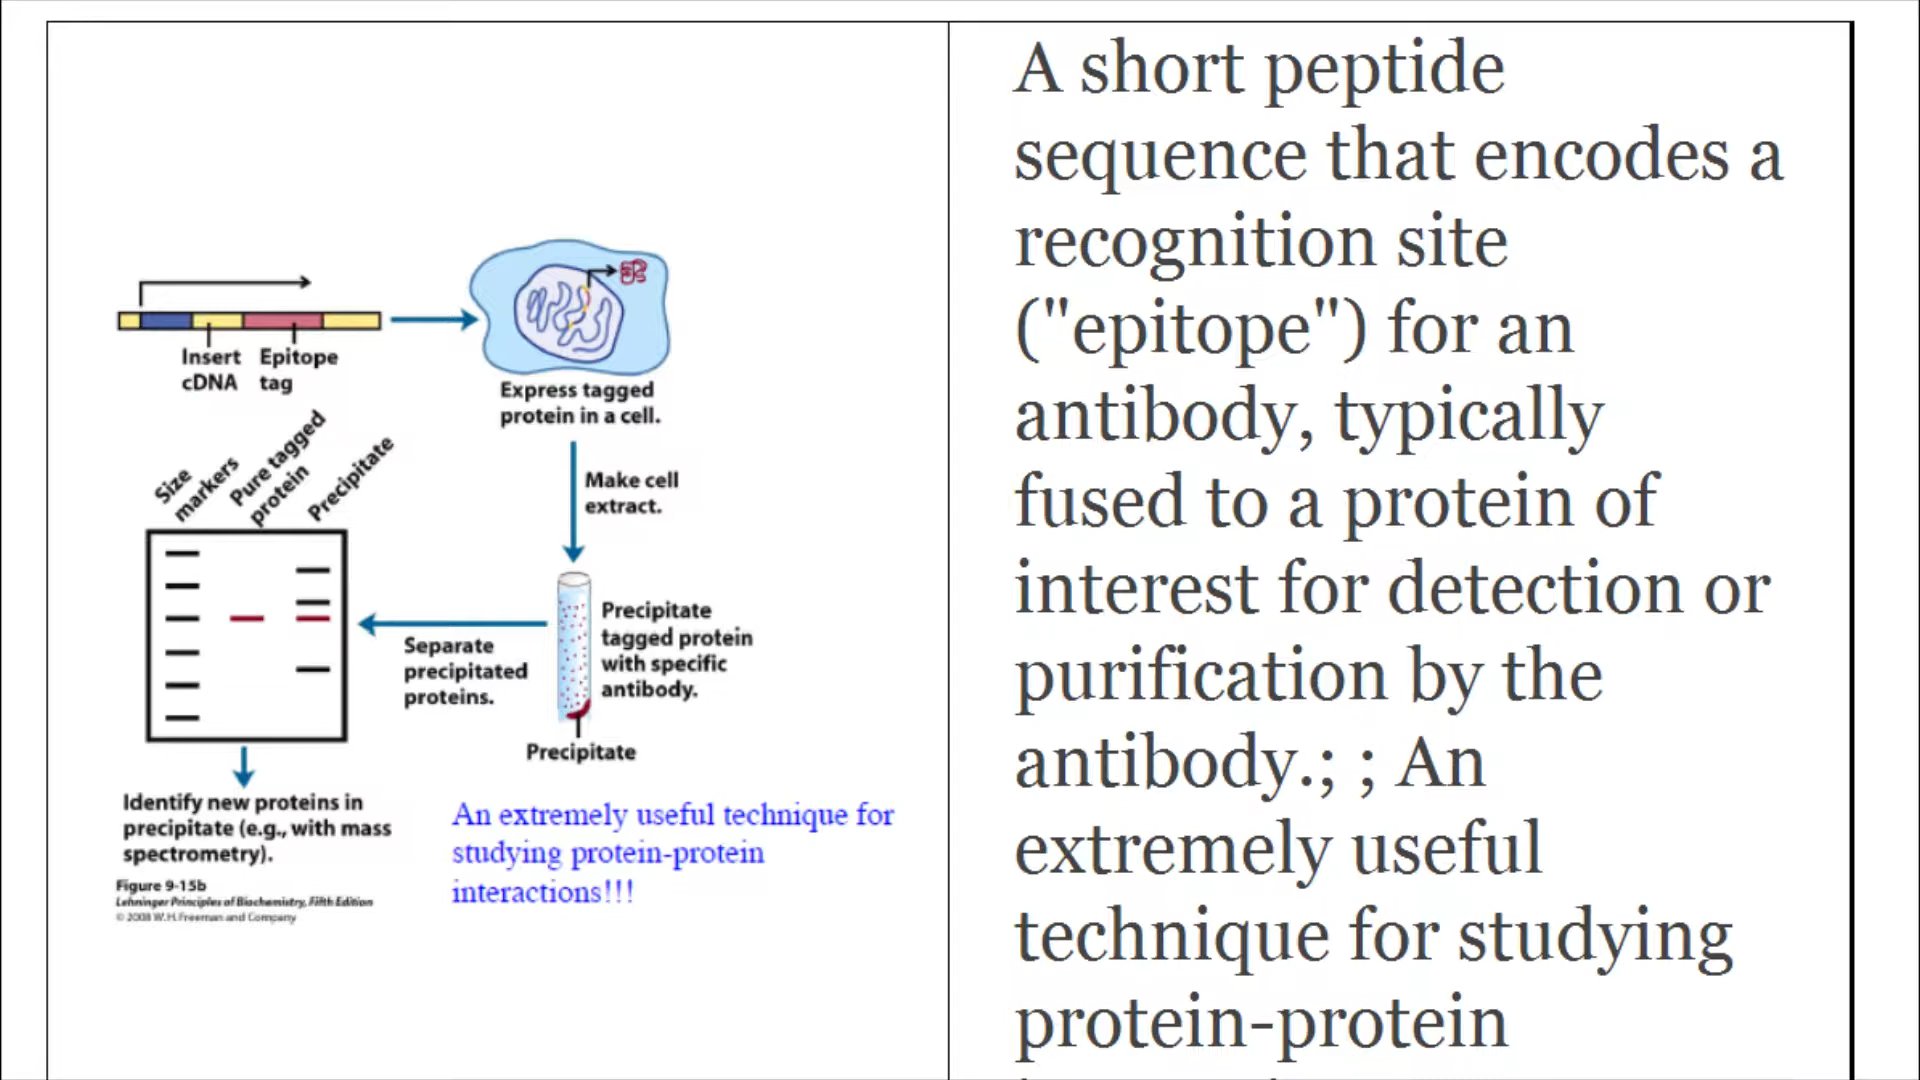 Insert
cDNA
Epitope
tag
Express tagged
protein in a cell.
Make cell
extract.
Size
markers
Pure tagged
protein
Precipitate
Precipitate
tagged protein
with specific
antibody.
Separate
precipitated
proteins.
Precipitate
Identify new proteins in
precipitate (e.g., with mass
spectrometry).
An extremely useful technique for
studying protein-protein
interactions!!!
Figure 9-15b
Lehninger Principles of Biochemistry, Fifth Edition
© 2008 W. H. Freeman and Company
A short peptide
sequence that encodes a
recognition site
("epitope") for an
antibody, typically
fused to a protein of
interest for detection or
purification by the
antibody.; ; An
extremely useful
technique for studying
protein-protein